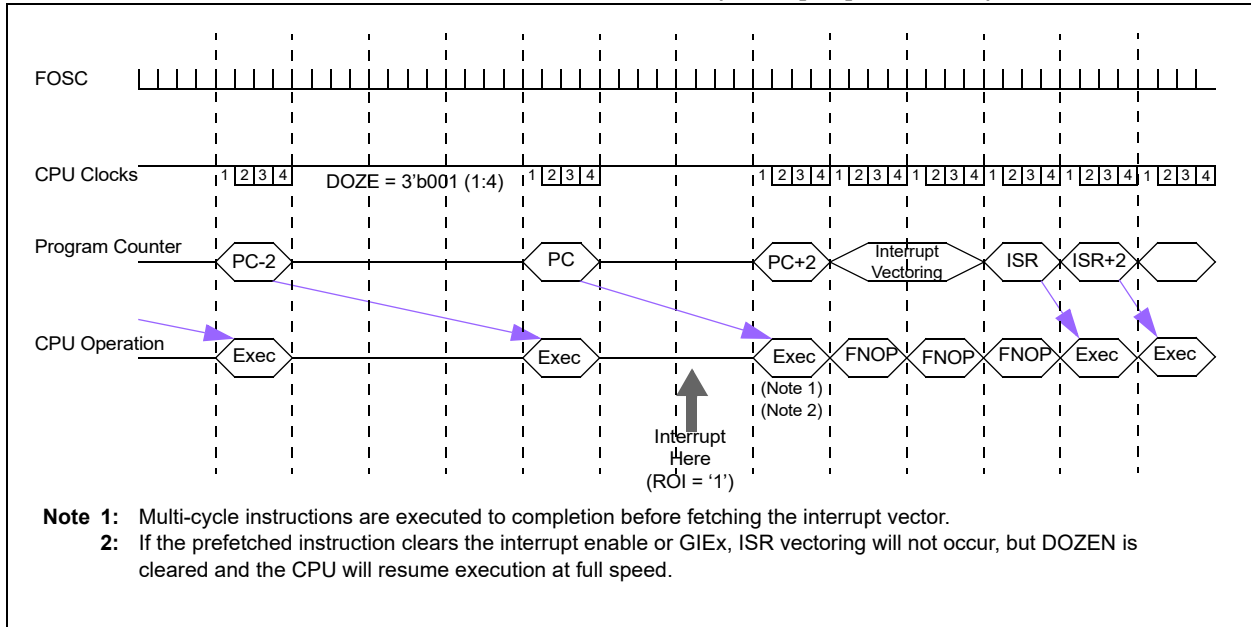 FOSC
CPU Clocks
1 2 3 4 DOZE = 3’b001 (1:4) 1 2 3 4 1 2 3 4 1 2 3 4 1 2 3 4 1 2 3 4 1 2 3 4 1 2 3 4
Program Counter
PC-2 PC PC+2 Interrupt Vectoring ISR ISR+2
CPU Operation
Exec Exec Exec FNOP FNOP FNOP Exec Exec
(Note 1)
(Note 2)
Interrupt
Here
(ROI = ‘1’)
Note 1: Multi-cycle instructions are executed to completion before fetching the interrupt vector.
2: If the prefetched instruction clears the interrupt enable or GIEx, ISR vectoring will not occur, but DOZEN is
cleared and the CPU will resume execution at full speed.